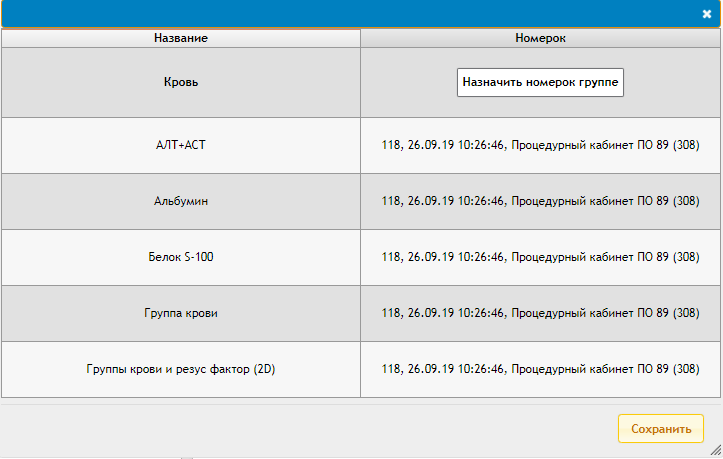 Название Номерок
Кровь Назначить номерок группе
АЛТ+АСТ 118, 26.09.19 10:26:46, Процедурный кабинет ПО 89 (308)
Альбумин 118, 26.09.19 10:26:46, Процедурный кабинет ПО 89 (308)
Белок S-100 118, 26.09.19 10:26:46, Процедурный кабинет ПО 89 (308)
Группа крови 118, 26.09.19 10:26:46, Процедурный кабинет ПО 89 (308)
Группы крови и резус фактор (2D) 118, 26.09.19 10:26:46, Процедурный кабинет ПО 89 (308)
Сохранить